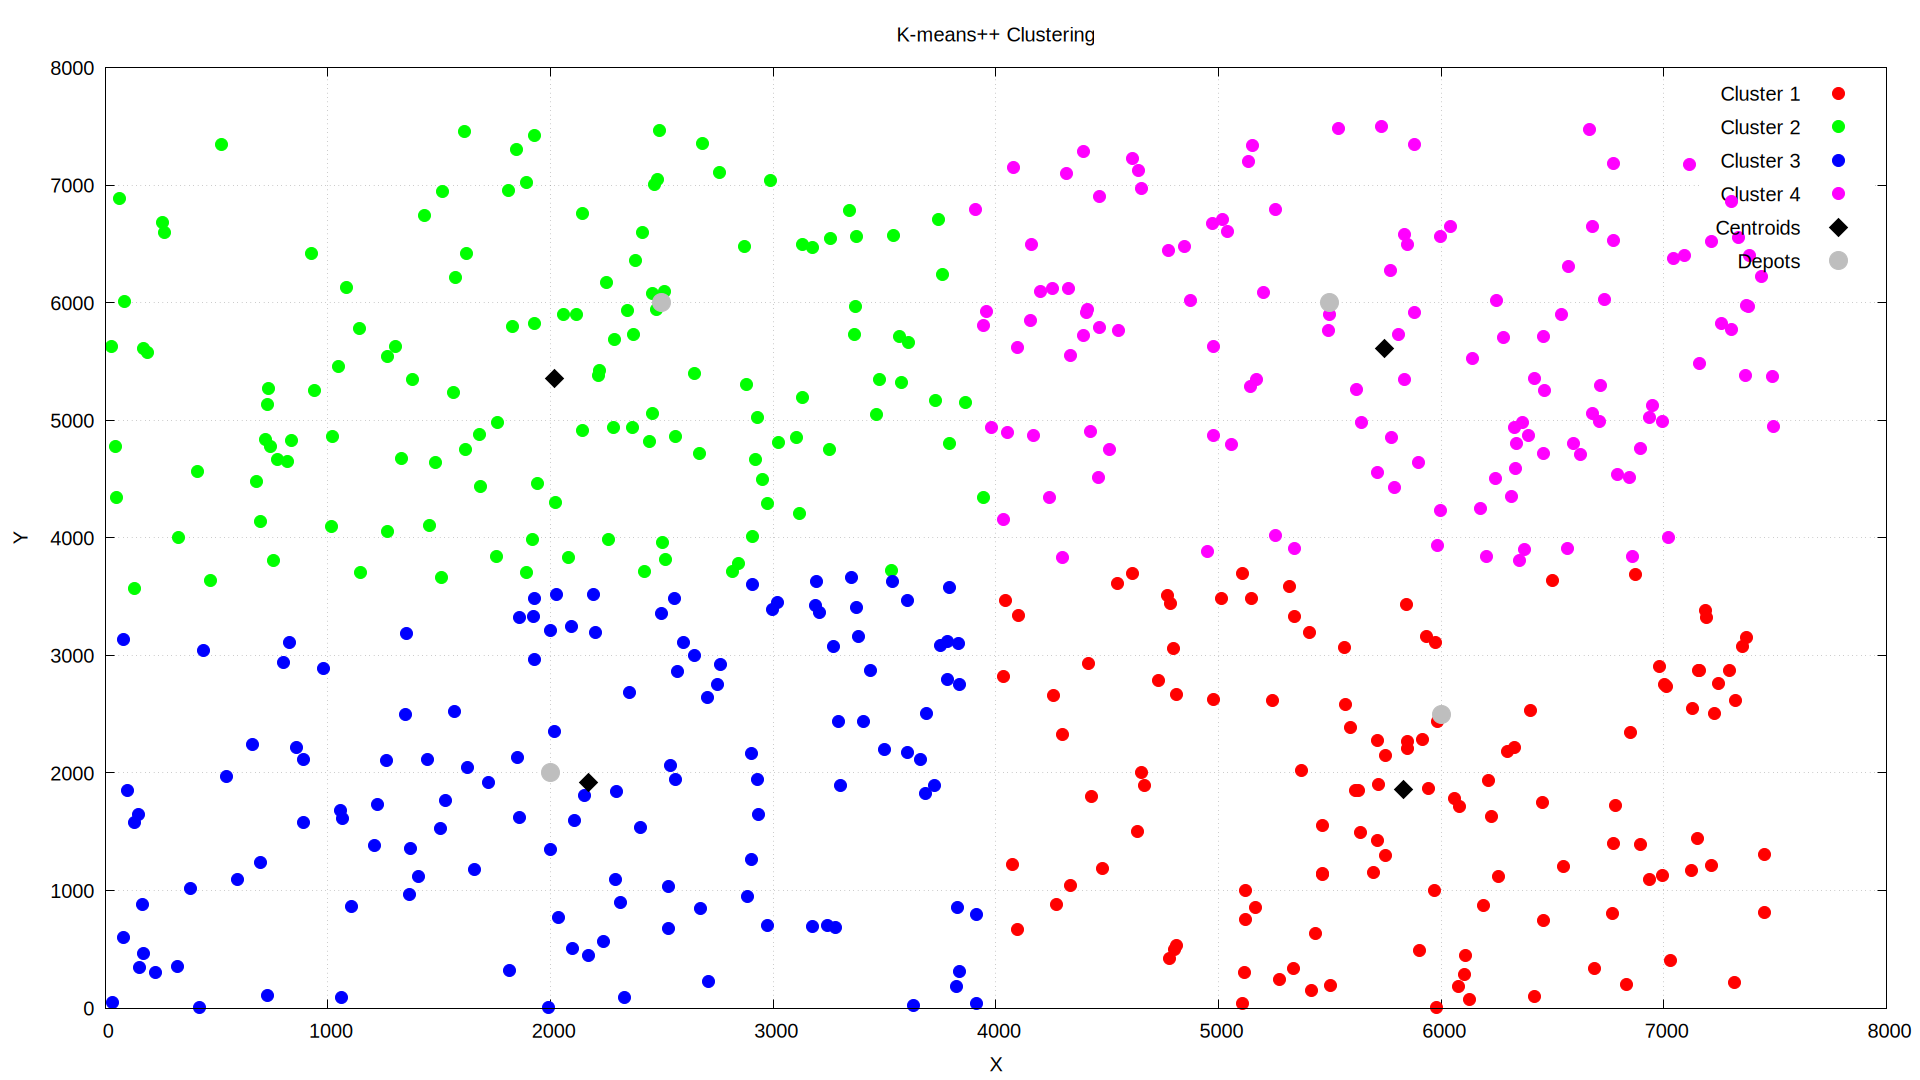 K-means++ Clustering
8000
7000
6000
5000
4000
3000
2000
1000
0
Y
Cluster 1
Cluster 2
Cluster 3
Cluster 4
Centroids
Depots
0 1000 2000 3000 4000 5000 6000 7000 8000
X